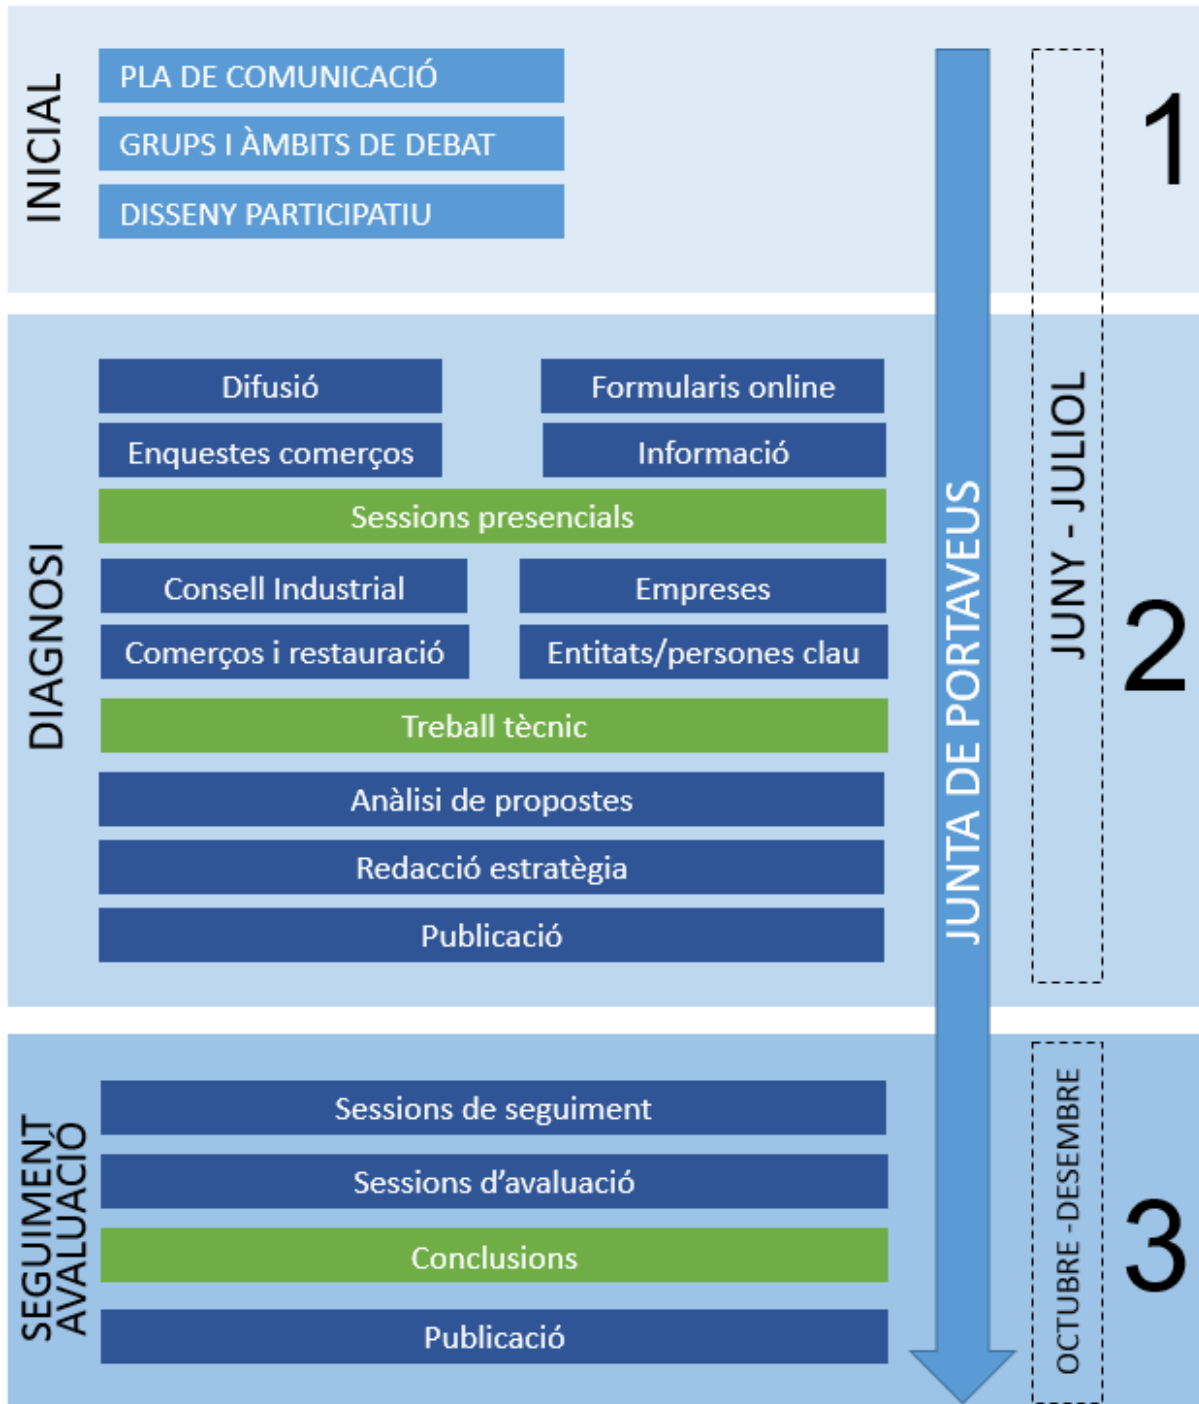 INICIAL
PLA DE COMUNICACIÓ
GRUPS I ÀMBITS DE DEBAT
DISSENY PARTICIPATIU
1
DIAGNOSI
Difusió
Formularis online
Enquestes comerços
Informació
Sessions presencials
Consell Industrial
Empreses
Comerços i restauració
Entitats/persones clau
Treball tècnic
Anàlisi de propostes
Redacció estratègia
Publicació
JUNTA DE PORTAVEUS
JUNY - JULIOL
2
SEGUIMENT
AVALUACIÓ
Sessions de seguiment
Sessions d’avaluació
Conclusions
Publicació
OCTUBRE -DESEMBRE
3